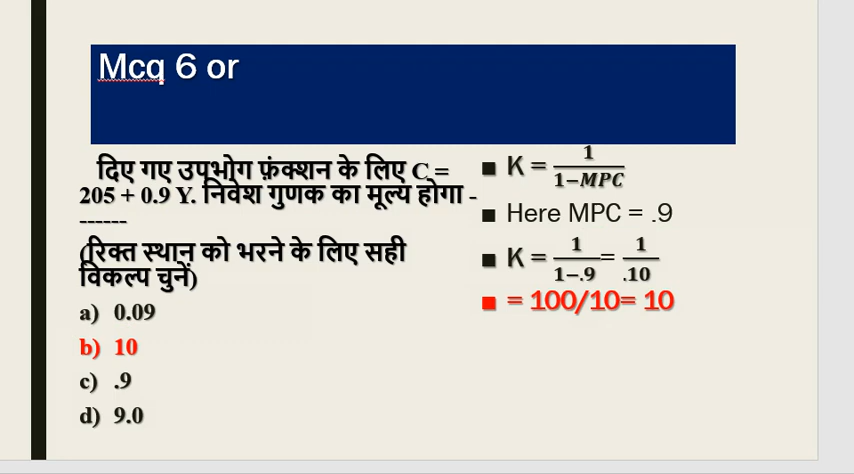 Mcq 6 or
दिए गए उपभोग फ़ंक्शन के लिए C =
205 + 0.9 Y. निवेश गुणक का मूल्य होगा -
------
(रिक्त स्थान को भरने के लिए सही
विकल्प चुनें)
a) 0.09
b) 10
c) .9
d) 9.0
K = 1/(1−MPC)
Here MPC = .9
K = 1/(1−.9) = 1/.10
= 100/10= 10